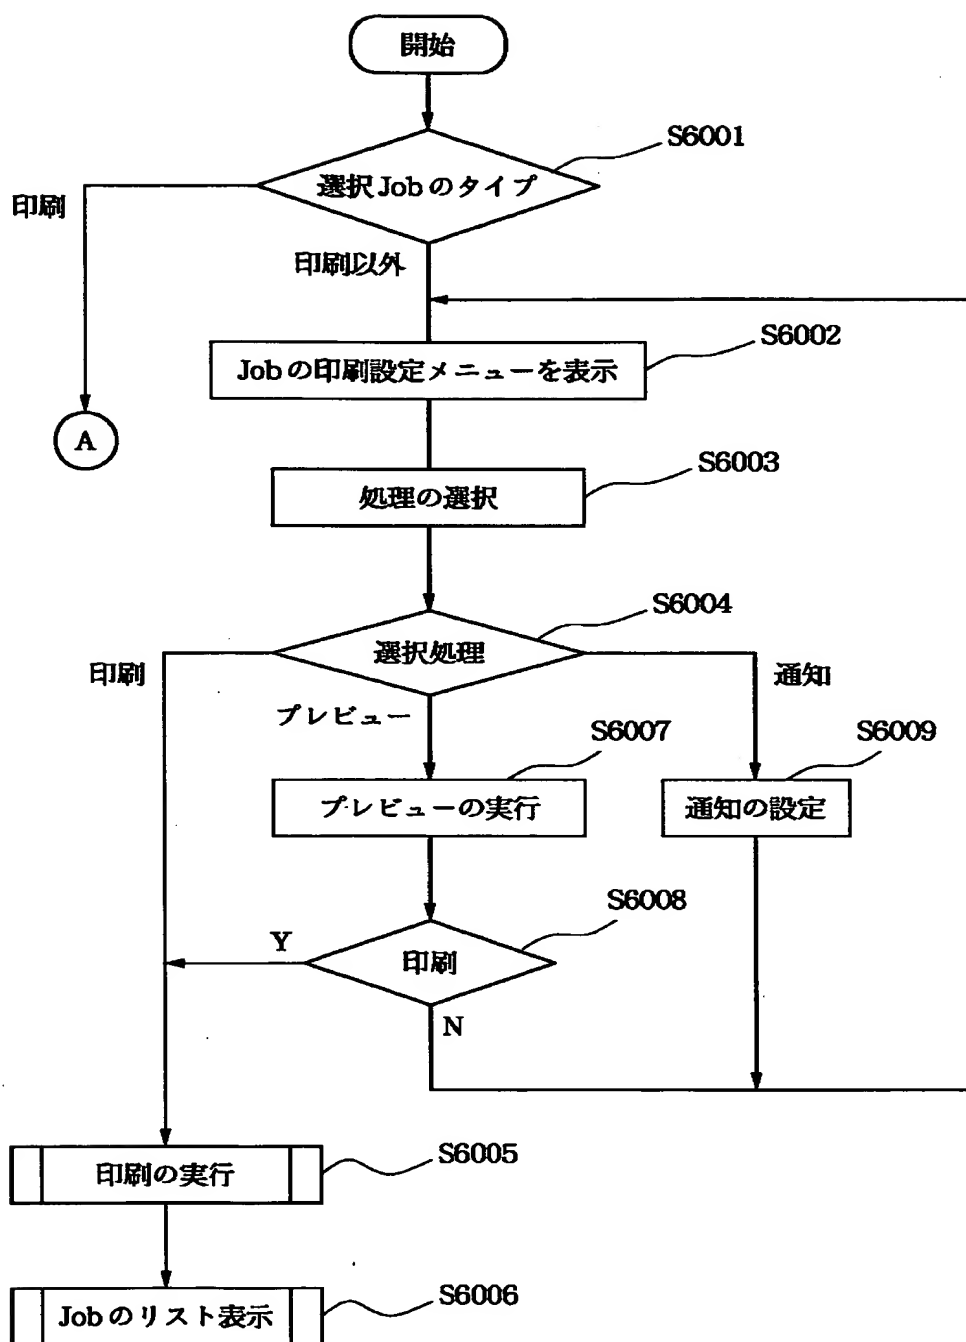 開始
S6001
選択Jobのタイプ
印刷
印刷以外
S6002
Jobの印刷設定メニューを表示
A
S6003
処理の選択
S6004
選択処理
印刷
通知
プレビュー
S6007
S6009
プレビューの実行
通知の設定
S6008
Y
印刷
N
S6005
印刷の実行
S6006
Jobのリスト表示